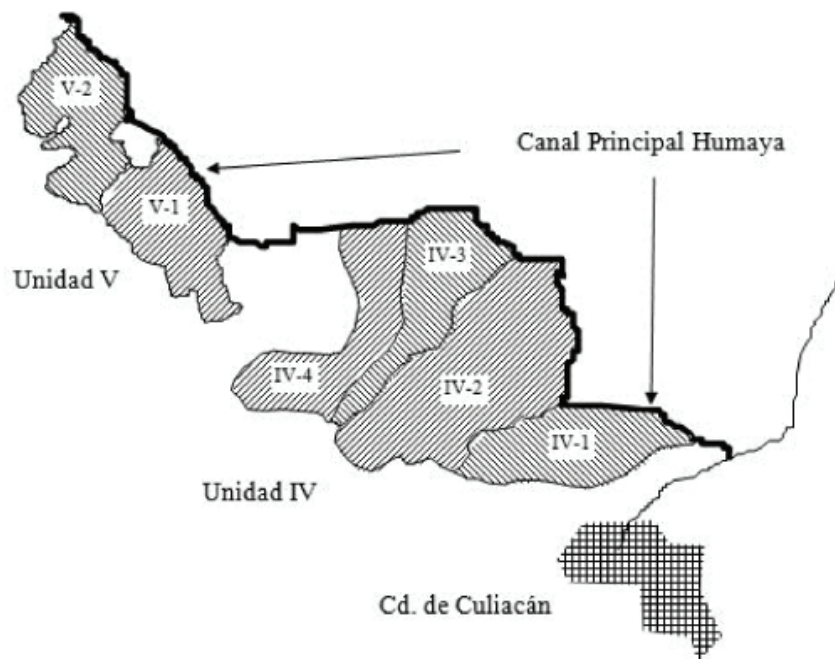 V-2
Canal Principal Humaya
V-1
IV-3
Unidad V
IV-4
IV-2
IV-1
Unidad IV
Cd. de Culiacán